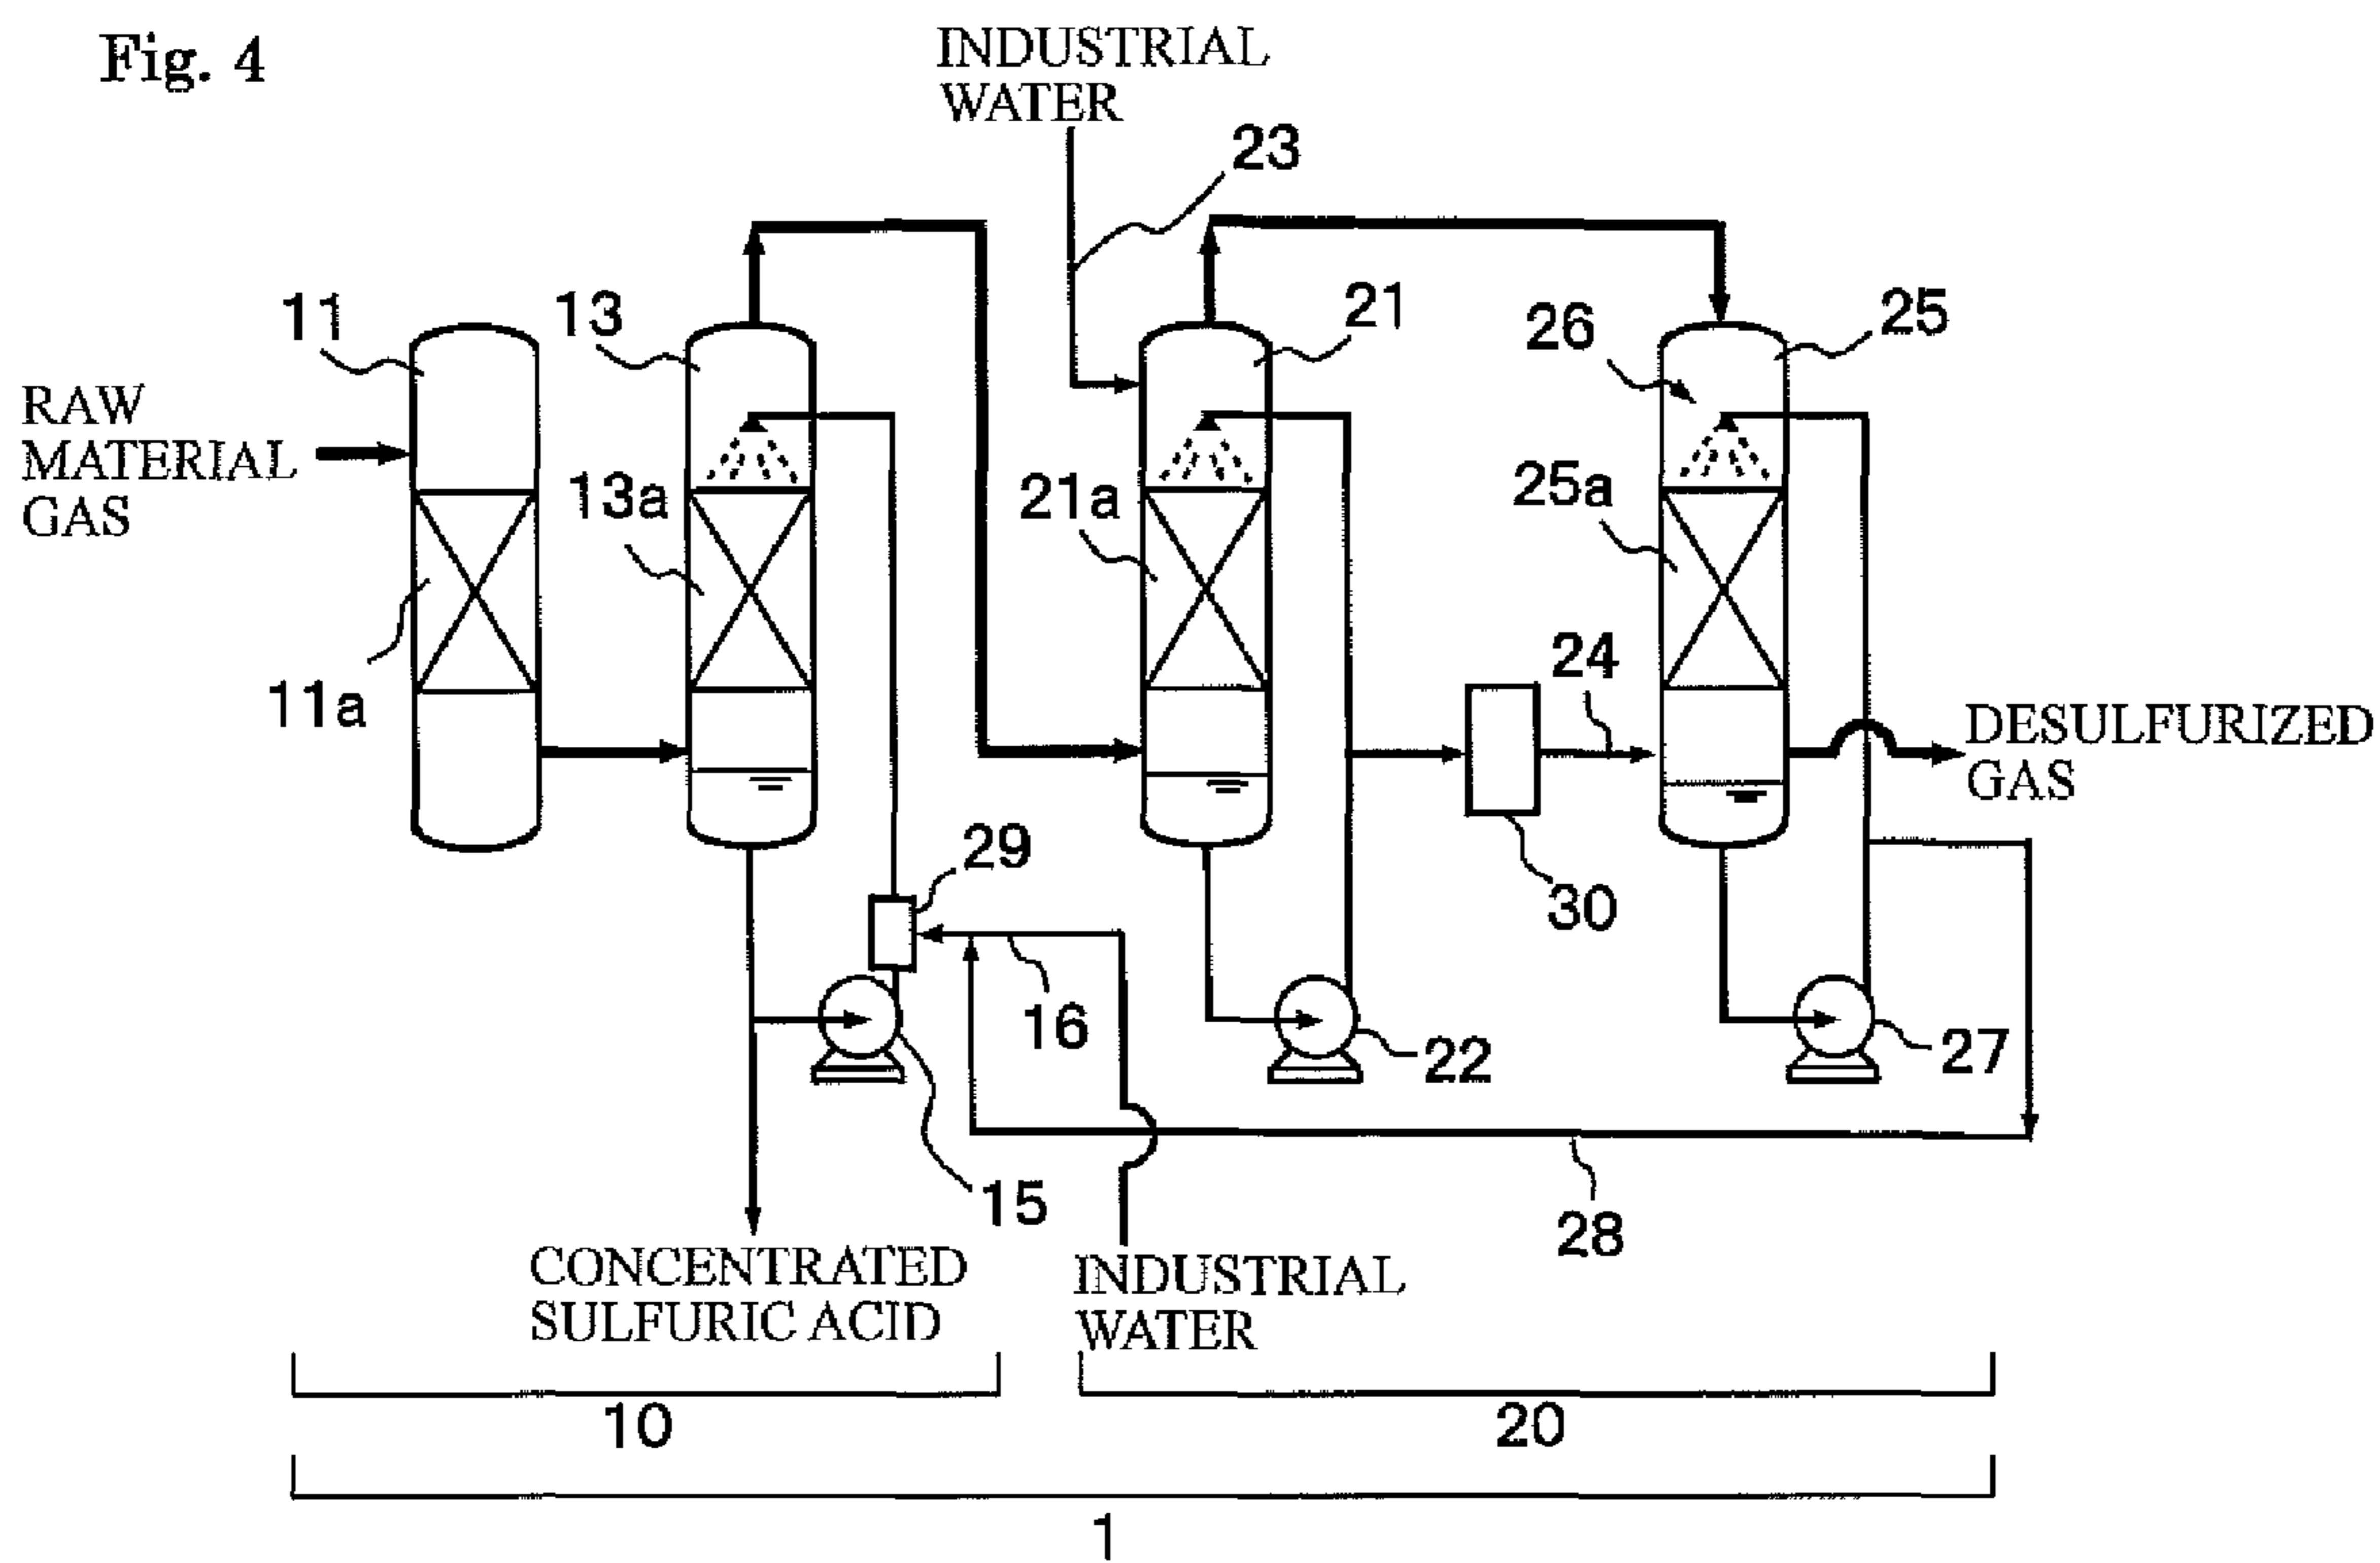 Fig. 4
INDUSTRIAL
WATER
23
11
13
21
26
25
RAW
MATERIAL
GAS
13a
21a
25a
11a
24
DESULFURIZED
GAS
29
30
16
22
27
15
28
CONCENTRATED
SULFURIC ACID
INDUSTRIAL
WATER
10
20
1